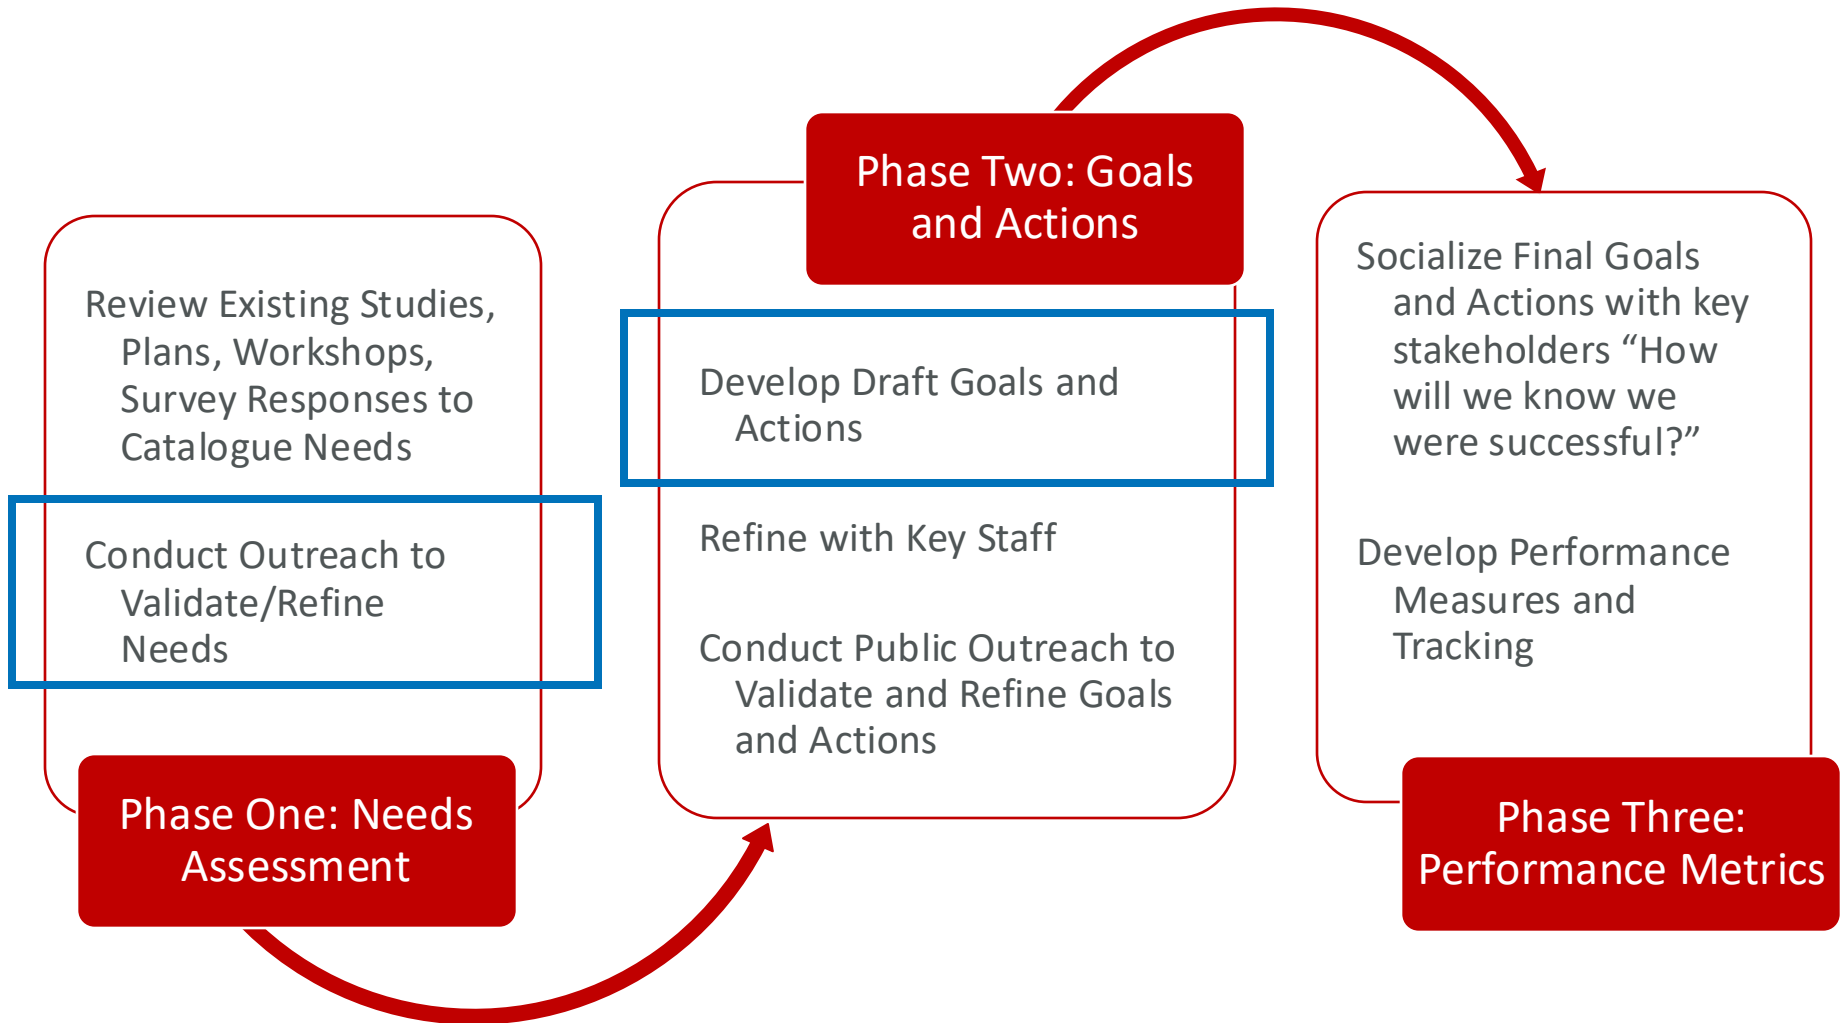 Review Existing Studies,
Plans, Workshops,
Survey Responses to
Catalogue Needs
Conduct Outreach to
Validate/Refine
Needs
Phase One: Needs
Assessment
Phase Two: Goals
and Actions
Develop Draft Goals and
Actions
Refine with Key Staff
Conduct Public Outreach to
Validate and Refine Goals
and Actions
Socialize Final Goals
and Actions with key
stakeholders “How
will we know we
were successful?”
Develop Performance
Measures and
Tracking
Phase Three:
Performance Metrics